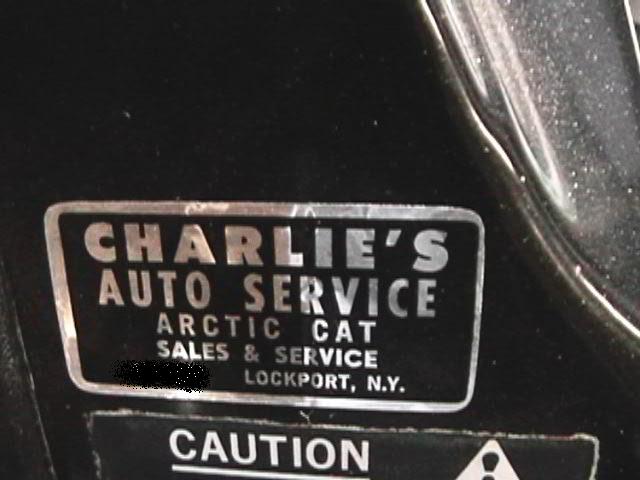 CHARLIE'S
AUTO SERVICE
ARCTIC CAT
SALES & SERVICE
LOCKPORT, N.Y.
CAUTION